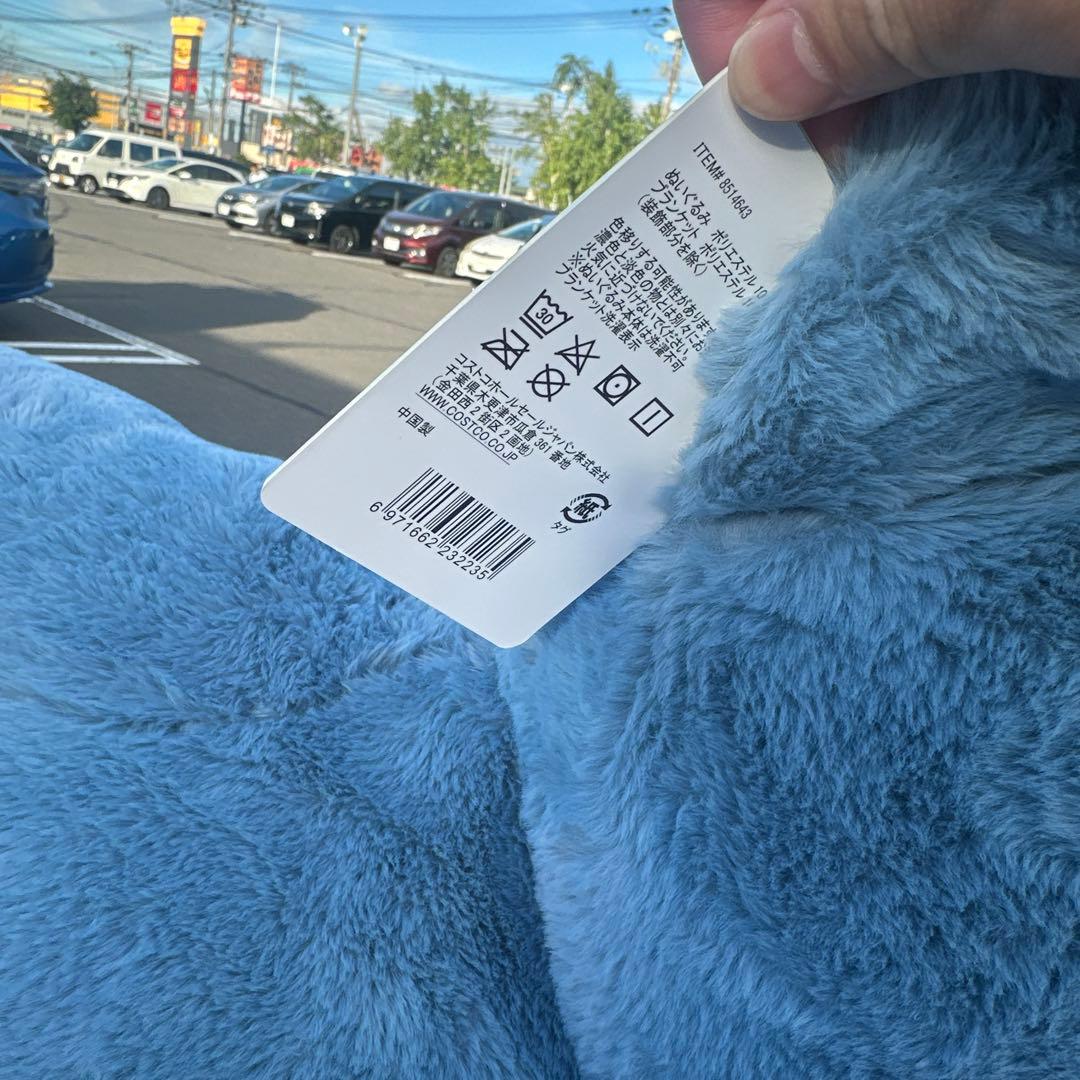 ITEM# 8514643
ぬいぐるみ ポリエステル 10
ブランケット ポリエステル
(装飾部分を除く)
色移りする可能性があります
濃色と淡色の物とは別々にお
火気に近づけないでください。
※ぬいぐるみ本体は洗濯不可
ブランケット洗濯表示
30
コストコホールセールジャパン株式会社
千葉県木更津市瓜倉 361 番地
(金田西 2 街区 2 画地)
WWW.COSTCO.CO.JP
中国製
紙
タグ
6 971662 232235